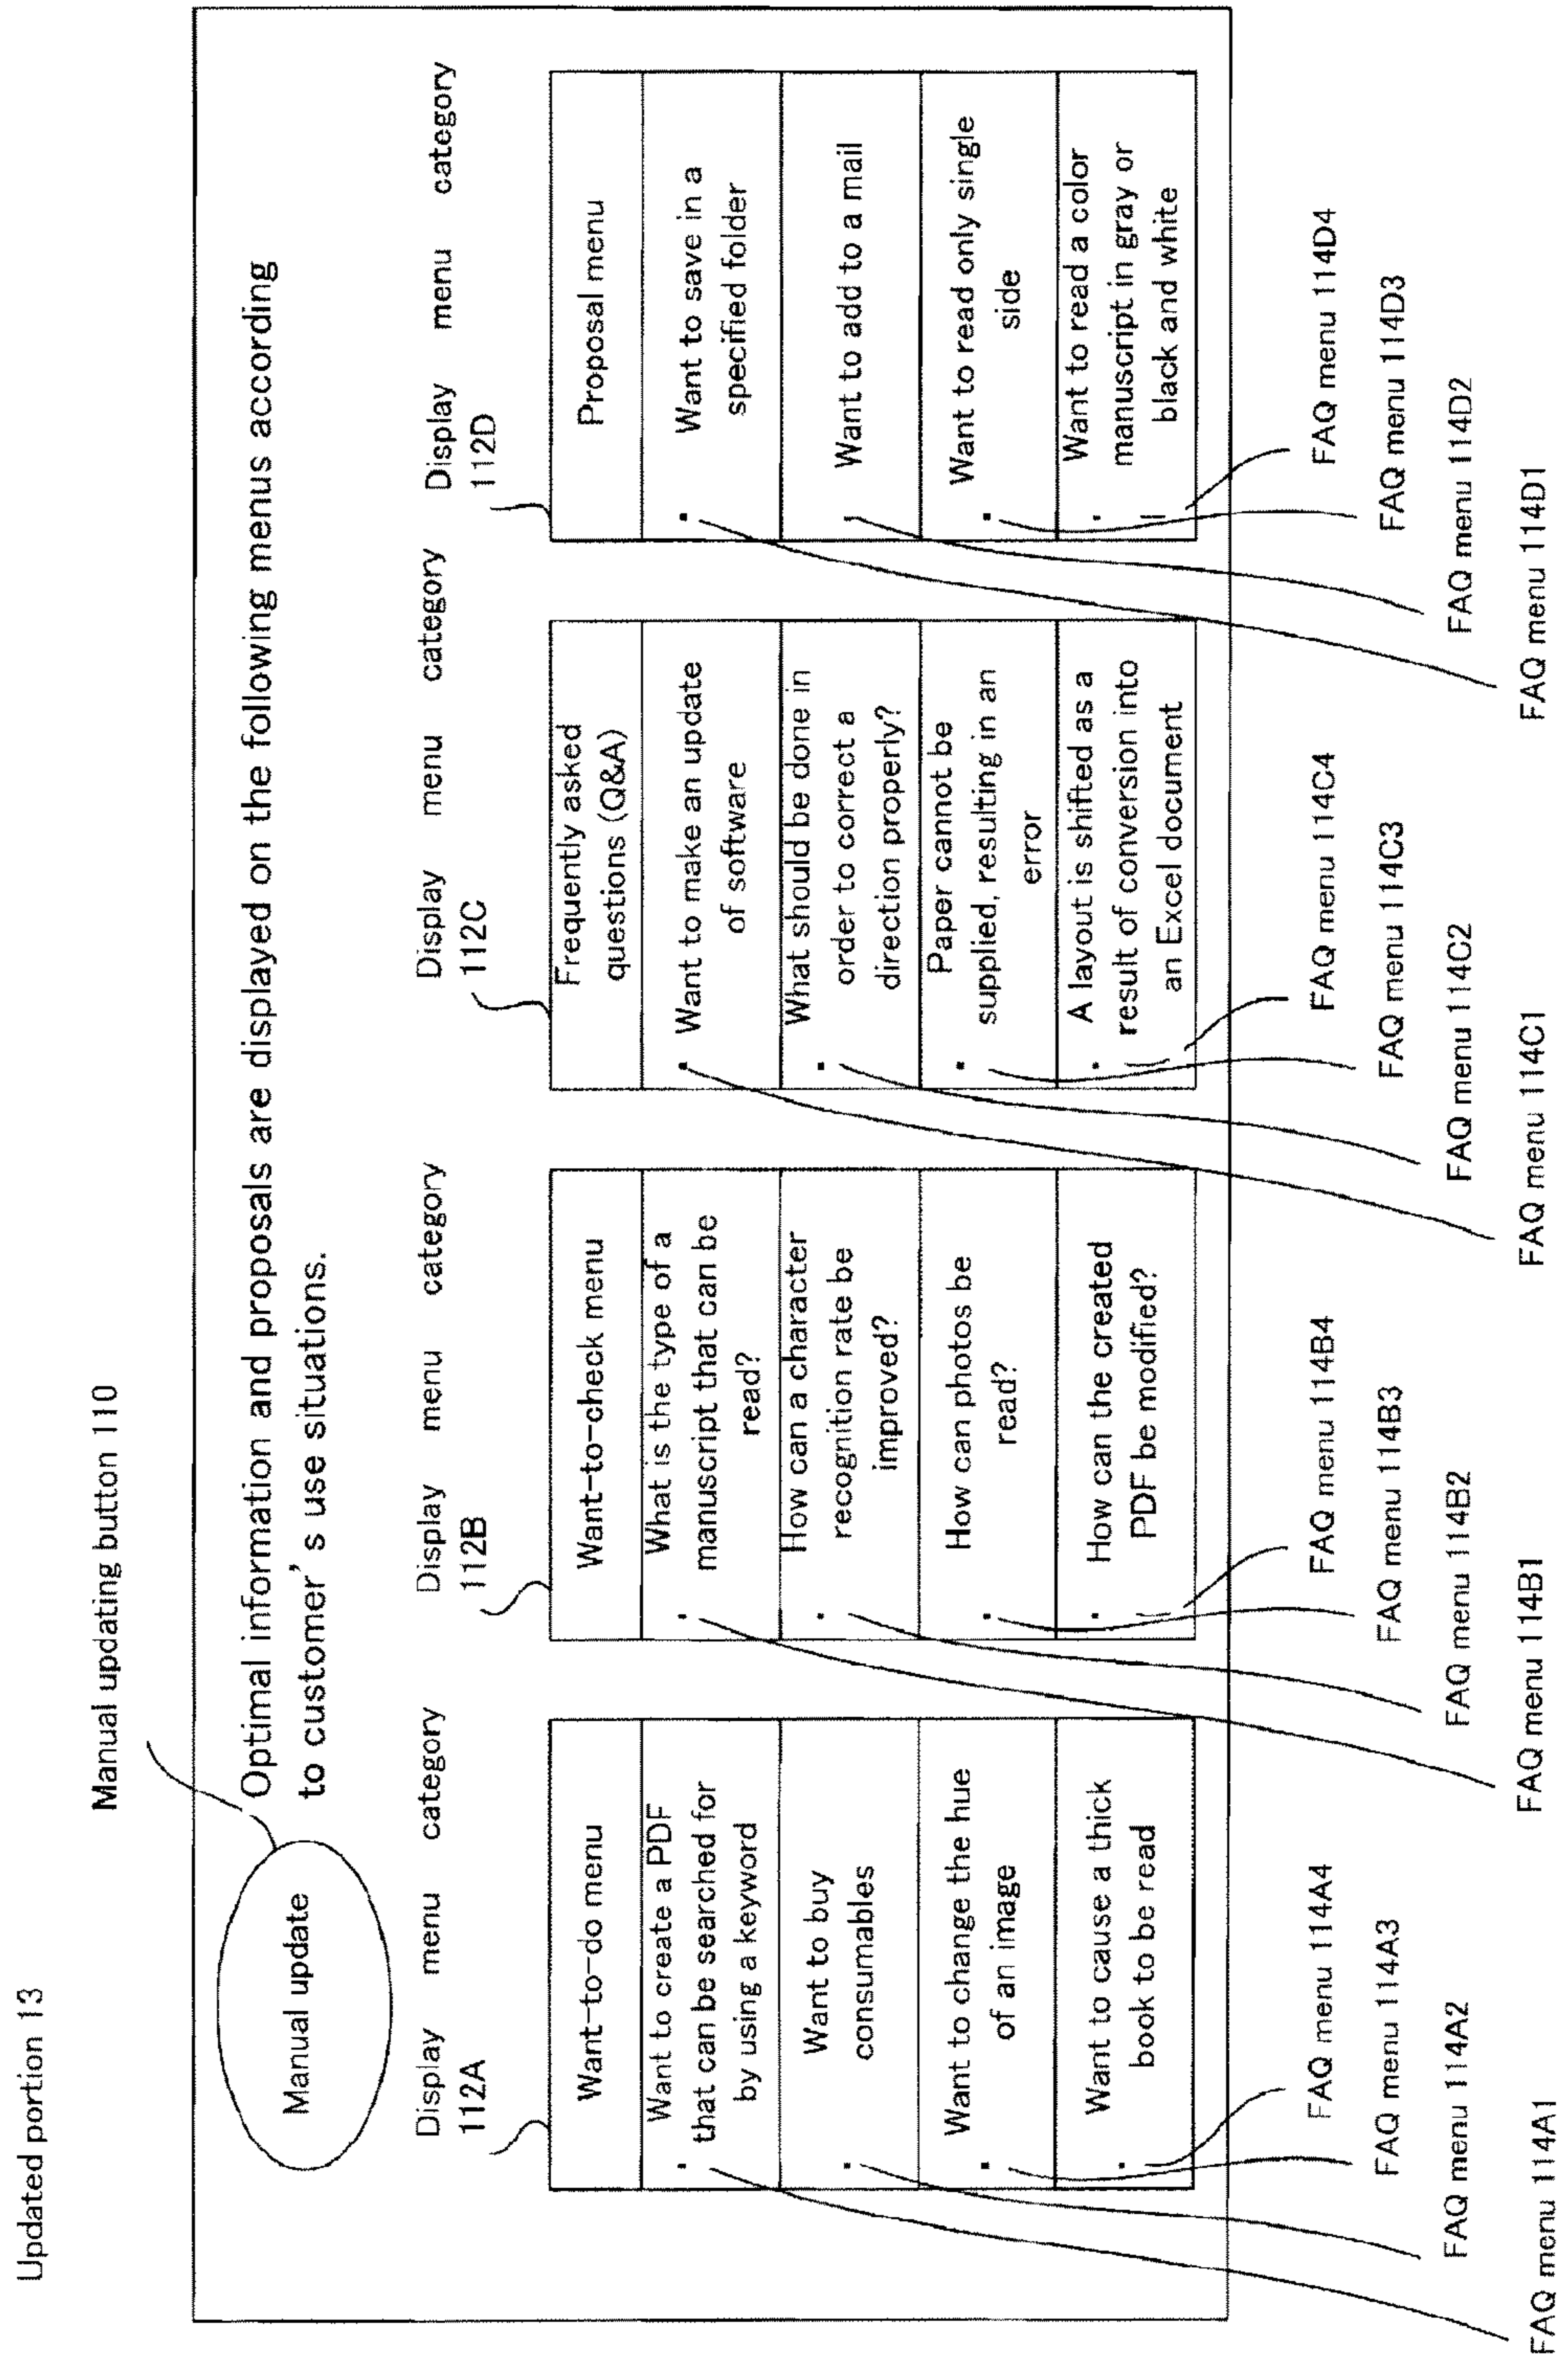 Updated portion 13
Manual updating button 110
Manual update
Optimal information and proposals are displayed on the following menus according
to customer's use situations.
Display menu category
112A
Want-to-do menu
Want to create a PDF
that can be searched for
by using a keyword
Want to buy
consumables
Want to change the hue
of an image
Want to cause a thick
book to be read
FAQ menu 114A4
FAQ menu 114A3
FAQ menu 114A2
FAQ menu 114A1
Display menu category
112B
Want-to-check menu
What is the type of a
manuscript that can be
read?
How can a character
recognition rate be
improved?
How can photos be
read?
How can the created
PDF be modified?
FAQ menu 114B4
FAQ menu 114B3
FAQ menu 114B2
FAQ menu 114B1
Display menu category
112C
Frequently asked
questions (Q&A)
Want to make an update
of software
What should be done in
order to correct a
direction properly?
Paper cannot be
supplied, resulting in an
error
A layout is shifted as a
result of conversion into
an Excel document
FAQ menu 114C4
FAQ menu 114C3
FAQ menu 114C2
FAQ menu 114C1
Display menu category
112D
Proposal menu
Want to save in a
specified folder
Want to add to a mail
Want to read only single
side
Want to read a color
manuscript in gray or
black and white
FAQ menu 114D4
FAQ menu 114D3
FAQ menu 114D2
FAQ menu 114D1